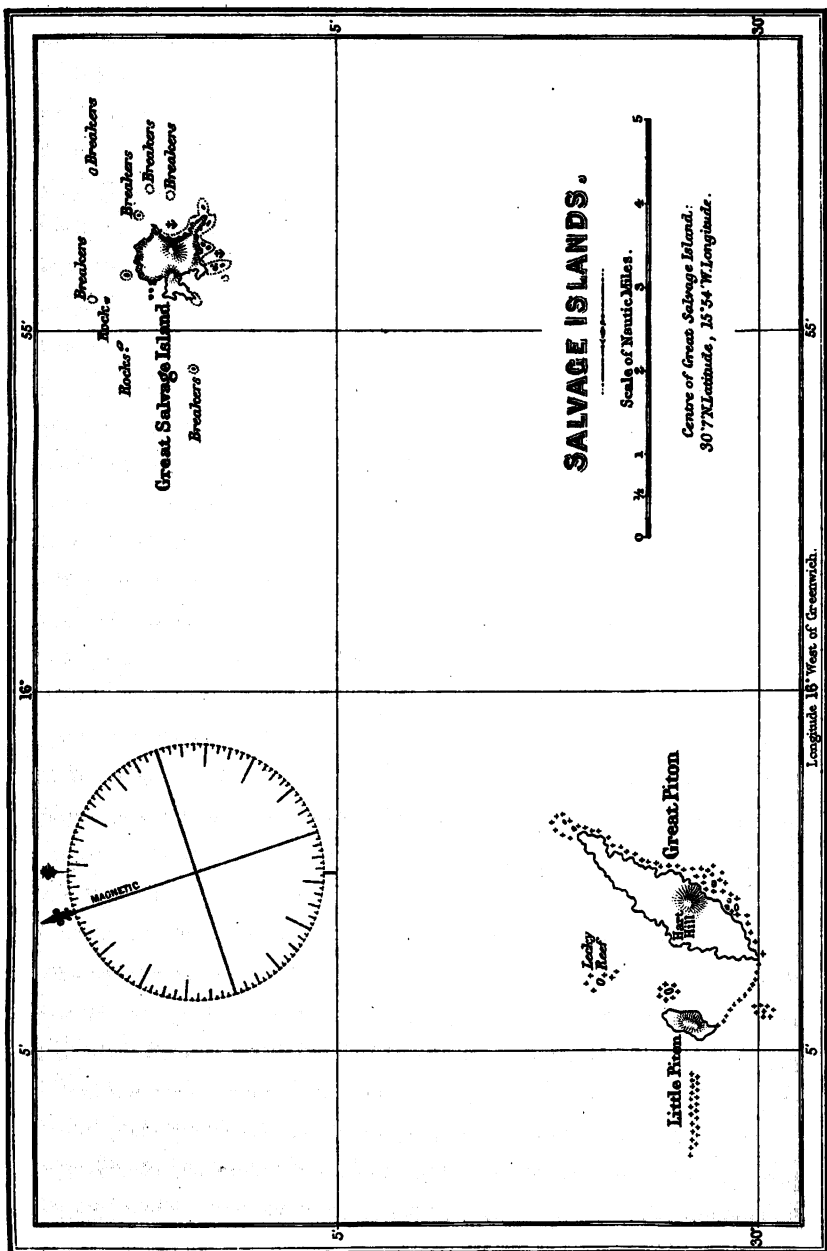 16°
55'
5'
30°
MAGNETIC
Breakers
Breakers
Breakers
Breakers
Breakers
Rock
Rocks?
Great Salvage Island
Breakers
5'
5'
SALVAGE ISLANDS.
Scale of Nautic Miles.
0 ½ 1 2 3 4 5
Centre of Great Salvage Island:
30°7'N.Latitude, 15°54'W.Longitude.
Lecky
Reef
Hart
Hill
Great Piton
Little Piton
30°
5'
55'
Longitude 16° West of Greenwich.